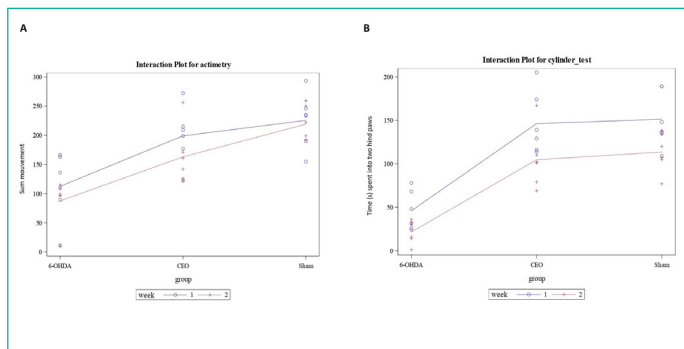 A
Interaction Plot for actimetry
Sum mouvement
300
250
200
150
100
50
0
6-OHDA
CEO
Sham
group
week
1
2
B
Interaction Plot for cylinder_test
Time (s) spent into two hind paws
200
150
100
50
0
6-OHDA
CEO
Sham
group
week
1
2